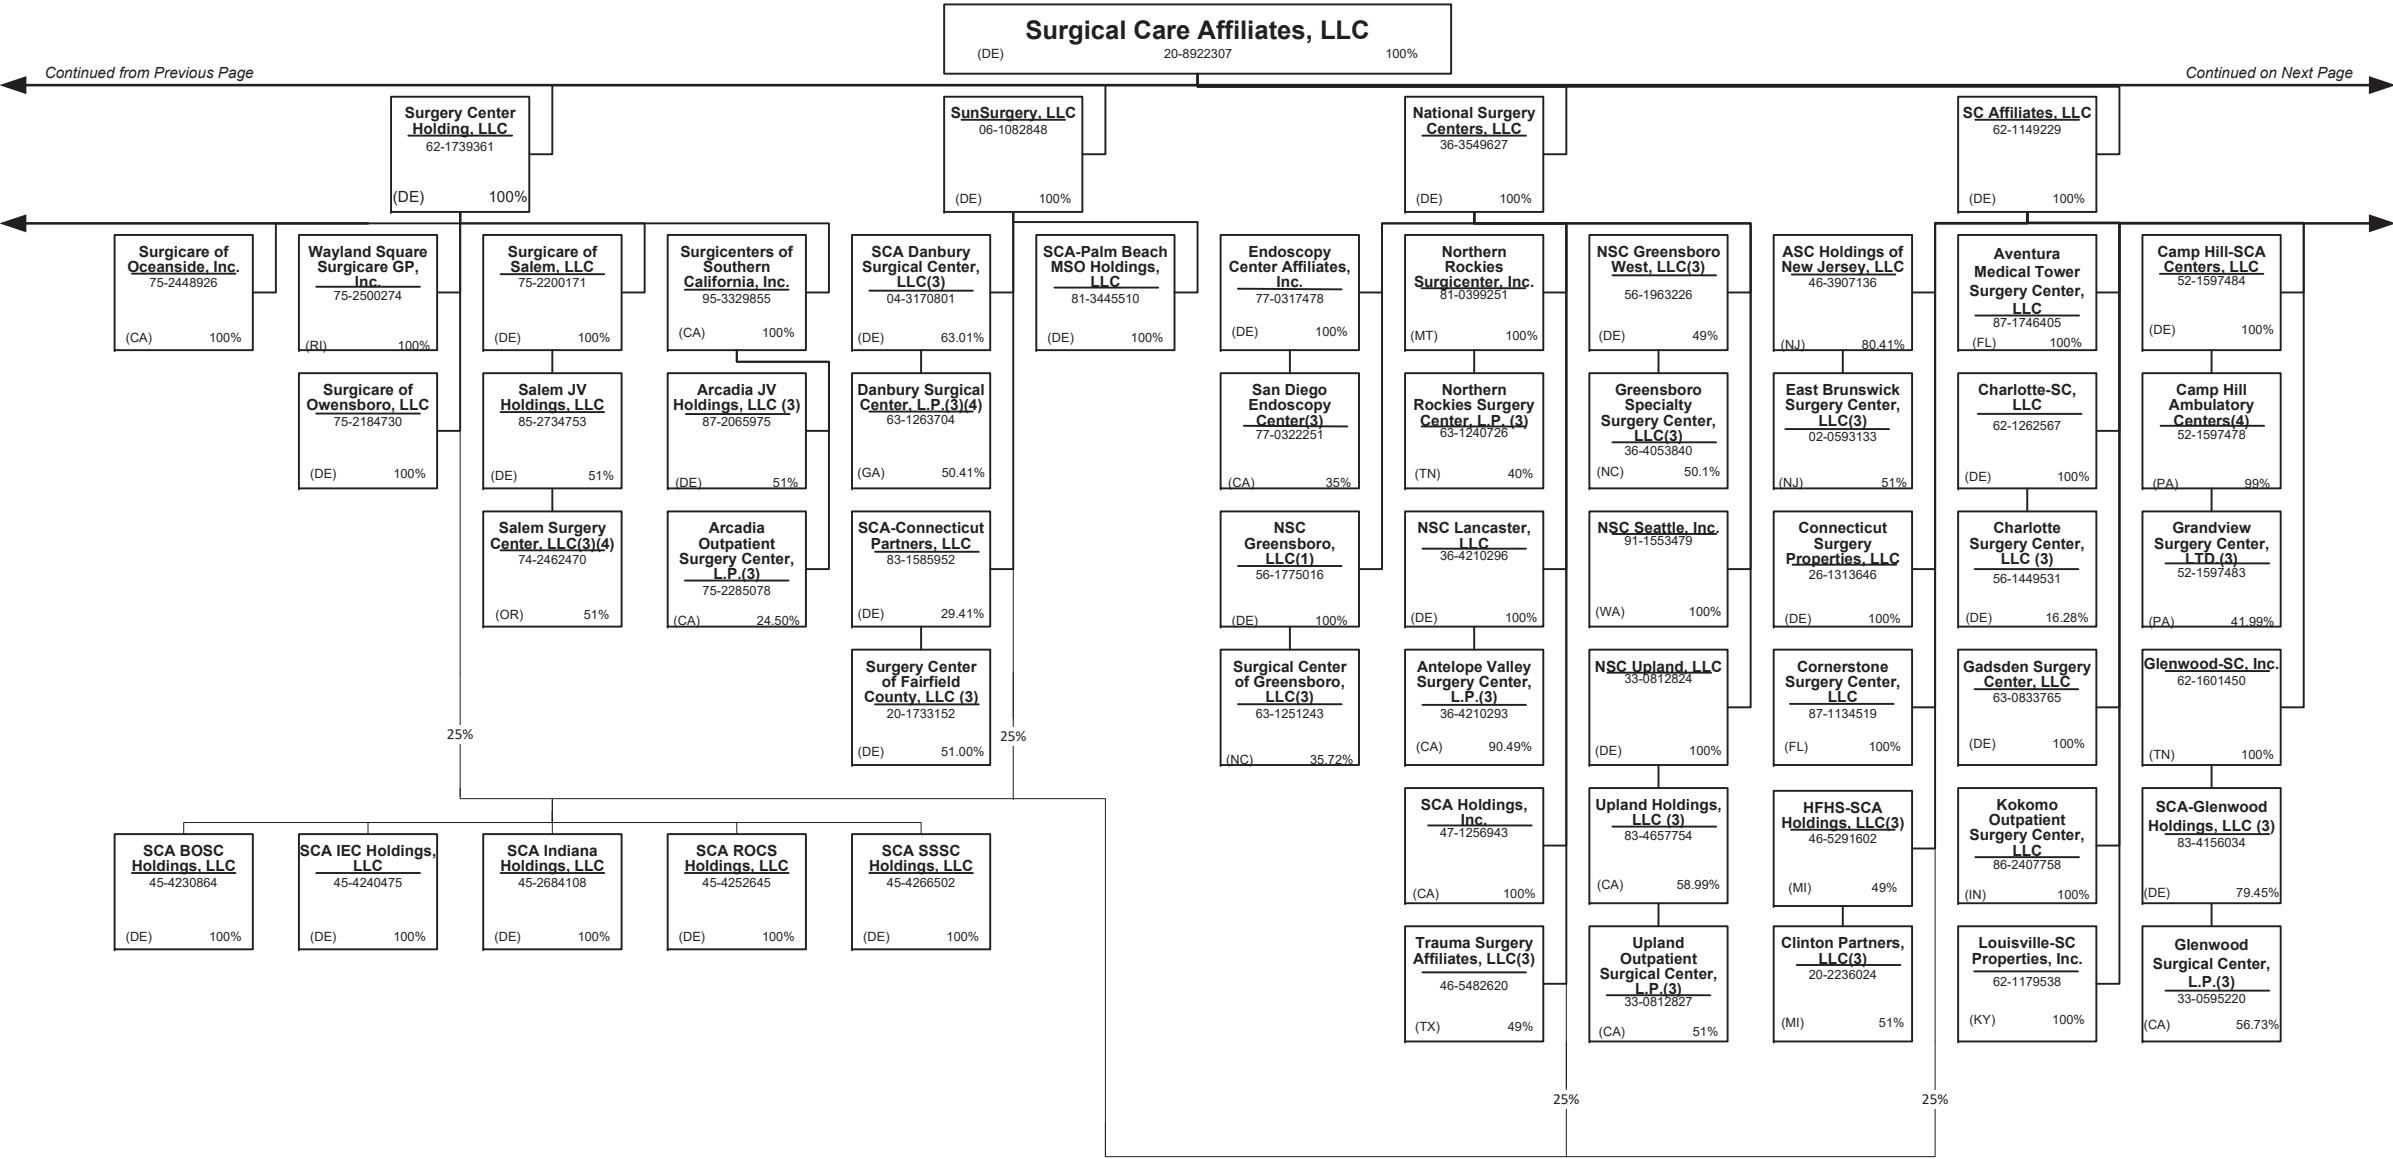 Surgical Care Affiliates, LLC
(DE) 20-8922307 100%
Continued from Previous Page
Continued on Next Page
Surgery Center
Holding, LLC
62-1739361
(DE) 100%
SunSurgery, LLC
06-1082848
(DE) 100%
National Surgery
Centers, LLC
36-3549627
(DE) 100%
SC Affiliates, LLC
62-1149229
(DE) 100%
Surgicare of
Oceanside, Inc.
75-2448926
(CA) 100%
Wayland Square
Surgicare GP,
Inc.
75-2500274
(RI) 100%
Surgicare of
Salem, LLC
75-2200171
(DE) 100%
Surgicenters of
Southern
California, Inc.
95-3329855
(CA) 100%
SCA Danbury
Surgical Center,
LLC(3)
04-3170801
(DE) 63.01%
SCA-Palm Beach
MSO Holdings,
LLC
81-3445510
(DE) 100%
Endoscopy
Center Affiliates,
Inc.
77-0317478
(DE) 100%
Northern
Rockies
Surgicenter, Inc.
81-0399251
(MT) 100%
NSC Greensboro
West, LLC(3)
56-1963226
(DE) 49%
ASC Holdings of
New Jersey, LLC
46-3907136
(NJ) 80.41%
Aventura
Medical Tower
Surgery Center,
LLC
87-1746405
(FL) 100%
Camp Hill-SCA
Centers, LLC
52-1597484
(DE) 100%
Surgicare of
Owensboro, LLC
75-2184730
(DE) 100%
Salem JV
Holdings, LLC
85-2734753
(DE) 51%
Arcadia JV
Holdings, LLC (3)
87-2065975
(DE) 51%
Danbury Surgical
Center, L.P.(3)(4)
63-1263704
(GA) 50.41%
San Diego
Endoscopy
Center(3)
77-0322251
(CA) 35%
Northern
Rockies Surgery
Center, L.P. (3)
63-1240726
(TN) 40%
Greensboro
Specialty
Surgery Center,
LLC(3)
36-4053840
(NC) 50.1%
East Brunswick
Surgery Center,
LLC(3)
02-0593133
(NJ) 51%
Charlotte-SC,
LLC
62-1262567
(DE) 100%
Camp Hill
Ambulatory
Centers(4)
52-1597478
(PA) 99%
Salem Surgery
Center, LLC(3)(4)
74-2462470
(OR) 51%
Arcadia
Outpatient
Surgery Center,
L.P.(3)
75-2285078
(CA) 24.50%
SCA-Connecticut
Partners, LLC
83-1585952
(DE) 29.41%
NSC
Greensboro,
LLC(1)
56-1775016
(DE) 100%
NSC Lancaster,
LLC
36-4210296
(DE) 100%
NSC Seattle, Inc.
91-1553479
(WA) 100%
Connecticut
Surgery
Properties, LLC
26-1313646
(DE) 100%
Charlotte
Surgery Center,
LLC (3)
56-1449531
(DE) 16.28%
Grandview
Surgery Center,
LTD.(3)
52-1597483
(PA) 41.99%
Surgery Center
of Fairfield
County, LLC (3)
20-1733152
(DE) 51.00%
Surgical Center
of Greensboro,
LLC(3)
63-1251243
(NC) 35.72%
Antelope Valley
Surgery Center,
L.P.(3)
36-4210293
(CA) 90.49%
NSC Upland, LLC
33-0812824
(DE) 100%
Cornerstone
Surgery Center,
LLC
87-1134519
(FL) 100%
Gadsden Surgery
Center, LLC
63-0833765
(DE) 100%
Glenwood-SC, Inc.
62-1601450
(TN) 100%
25%
25%
SCA Holdings,
Inc.
47-1256943
(CA) 100%
Upland Holdings,
LLC (3)
83-4657754
(CA) 58.99%
HFHS-SCA
Holdings, LLC(3)
46-5291602
(MI) 49%
Kokomo
Outpatient
Surgery Center,
LLC
86-2407758
(IN) 100%
SCA-Glenwood
Holdings, LLC (3)
83-4156034
(DE) 79.45%
SCA BOSC
Holdings, LLC
45-4230864
(DE) 100%
SCA IEC Holdings,
LLC
45-4240475
(DE) 100%
SCA Indiana
Holdings, LLC
45-2684108
(DE) 100%
SCA ROCS
Holdings, LLC
45-4252645
(DE) 100%
SCA SSSC
Holdings, LLC
45-4266502
(DE) 100%
Trauma Surgery
Affiliates, LLC(3)
46-5482620
(TX) 49%
Upland
Outpatient
Surgical Center,
L.P.(3)
33-0812827
(CA) 51%
Clinton Partners,
LLC(3)
20-2236024
(MI) 51%
Louisville-SC
Properties, Inc.
62-1179538
(KY) 100%
Glenwood
Surgical Center,
L.P.(3)
33-0595220
(CA) 56.73%
25%
25%